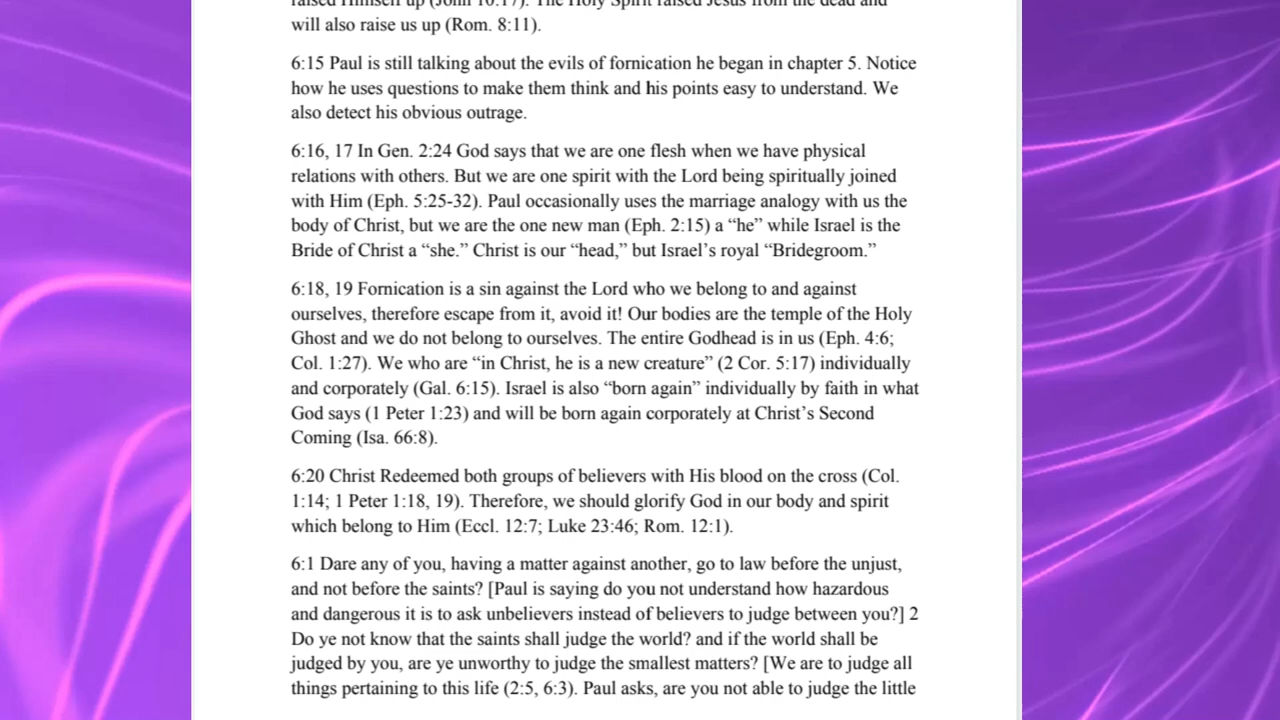 raised Himself up (John 10:17). The Holy Spirit raised Jesus from the dead and
will also raise us up (Rom. 8:11).
6:15 Paul is still talking about the evils of fornication he began in chapter 5. Notice
how he uses questions to make them think and his points easy to understand. We
also detect his obvious outrage.
6:16, 17 In Gen. 2:24 God says that we are one flesh when we have physical
relations with others. But we are one spirit with the Lord being spiritually joined
with Him (Eph. 5:25-32). Paul occasionally uses the marriage analogy with us the
body of Christ, but we are the one new man (Eph. 2:15) a “he” while Israel is the
Bride of Christ a “she.” Christ is our “head,” but Israel’s royal “Bridegroom.”
6:18, 19 Fornication is a sin against the Lord who we belong to and against
ourselves, therefore escape from it, avoid it! Our bodies are the temple of the Holy
Ghost and we do not belong to ourselves. The entire Godhead is in us (Eph. 4:6;
Col. 1:27). We who are “in Christ, he is a new creature” (2 Cor. 5:17) individually
and corporately (Gal. 6:15). Israel is also “born again” individually by faith in what
God says (1 Peter 1:23) and will be born again corporately at Christ’s Second
Coming (Isa. 66:8).
6:20 Christ Redeemed both groups of believers with His blood on the cross (Col.
1:14; 1 Peter 1:18, 19). Therefore, we should glorify God in our body and spirit
which belong to Him (Eccl. 12:7; Luke 23:46; Rom. 12:1).
6:1 Dare any of you, having a matter against another, go to law before the unjust,
and not before the saints? [Paul is saying do you not understand how hazardous
and dangerous it is to ask unbelievers instead of believers to judge between you?] 2
Do ye not know that the saints shall judge the world? and if the world shall be
judged by you, are ye unworthy to judge the smallest matters? [We are to judge all
things pertaining to this life (2:5, 6:3). Paul asks, are you not able to judge the little